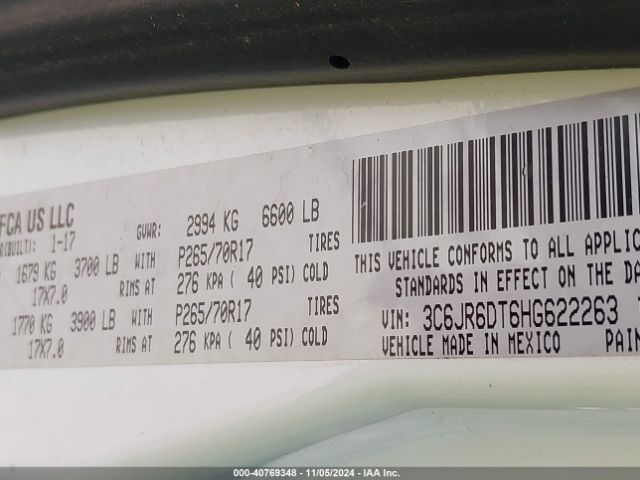 FCA US LLC
R(BUILT): 1-17
GVWR: 2994 KG 6600 LB
1679 KG 3700 LB WITH P265/70R17 TIRES
17X7.0 RIMS AT 276 KPA ( 40 PSI) COLD
1770 KG 3900 LB WITH P265/70R17 TIRES
17X7.0 RIMS AT 276 KPA ( 40 PSI) COLD
THIS VEHICLE CONFORMS TO ALL APPLIC
STANDARDS IN EFFECT ON THE DA
VIN: 3C6JR6DT6HG622263
VEHICLE MADE IN MEXICO PAIN
000-40769348 - 11/05/2024 - IAA Inc.